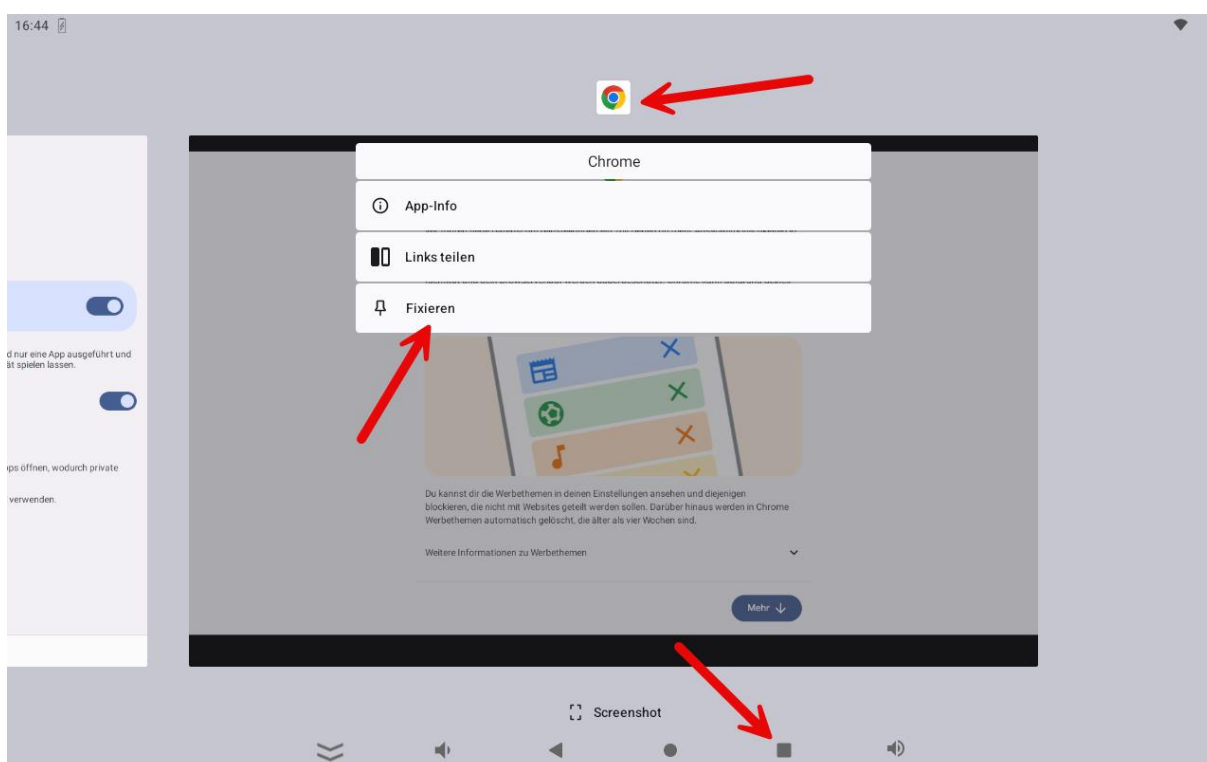 16:44
Chrome
App-Info
Links teilen
Fixieren
d nur eine App ausgeführt und
ät spielen lassen.
ps öffnen, wodurch private
verwenden.
Du kannst dir die Werbethemen in deinen Einstellungen ansehen und diejenigen
blockieren, die nicht mit Websites geteilt werden sollen. Darüber hinaus werden in Chrome
Werbethemen automatisch gelöscht, die älter als vier Wochen sind.
Weitere Informationen zu Werbethemen
Mehr
Screenshot